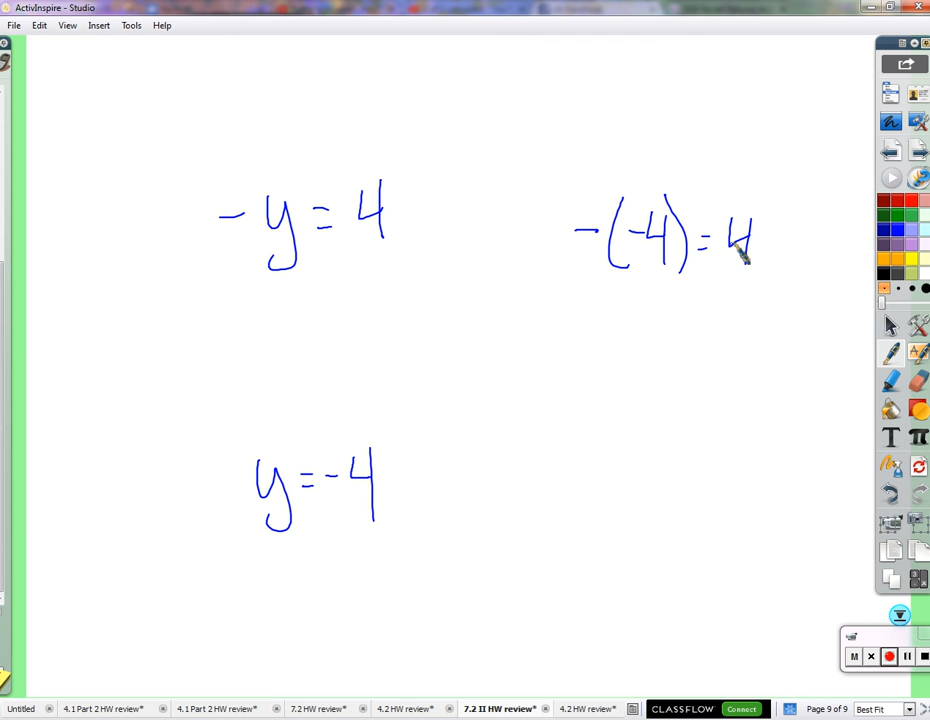 ActivInspire - Studio
File Edit View Insert Tools Help
-y = 4
-(-4) = 4
y = -4
M
Untitled 4.1 Part 2 HW review* 4.1 Part 2 HW review* 7.2 HW review* 4.2 HW review* 7.2 II HW review* 4.2 HW review* CLASSFLOW Connect Page 9 of 9 Best Fit